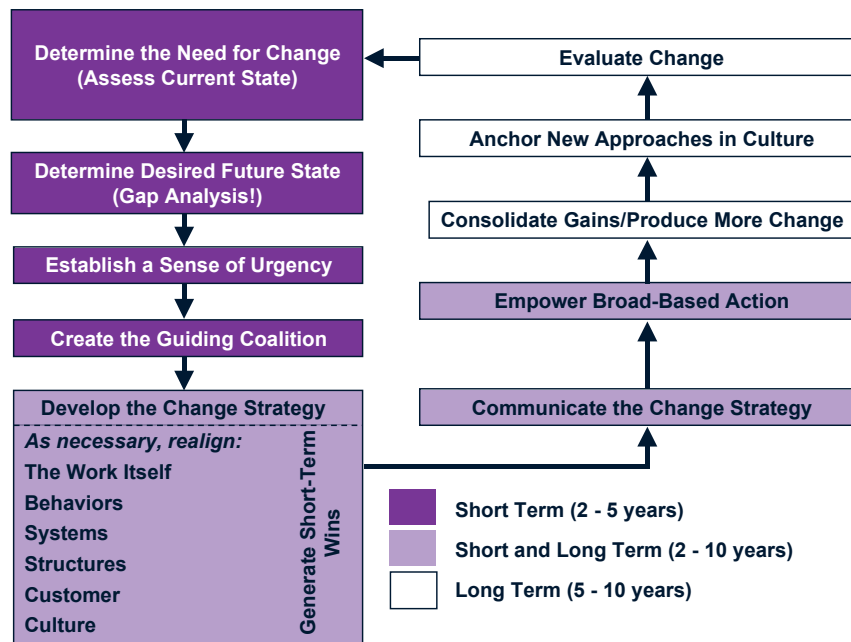 Determine the Need for Change
(Assess Current State)
Determine Desired Future State
(Gap Analysis!)
Establish a Sense of Urgency
Create the Guiding Coalition
Develop the Change Strategy
As necessary, realign:
The Work Itself
Behaviors
Systems
Structures
Customer
Culture
Generate Short-Term
Wins
Evaluate Change
Anchor New Approaches in Culture
Consolidate Gains/Produce More Change
Empower Broad-Based Action
Communicate the Change Strategy
Short Term (2 - 5 years)
Short and Long Term (2 - 10 years)
Long Term (5 - 10 years)